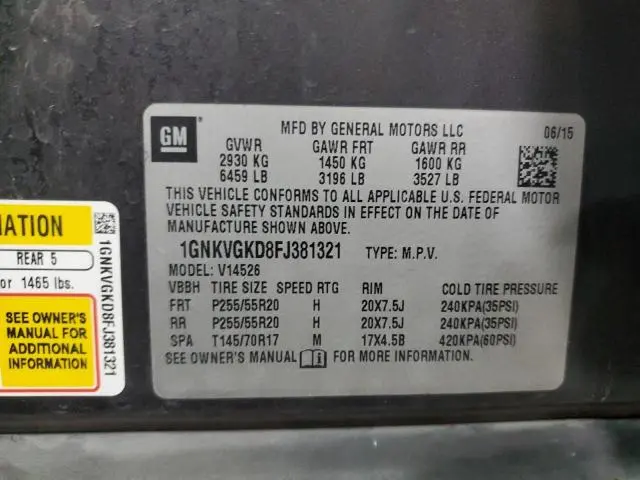 GM
MFD BY GENERAL MOTORS LLC 06/15
GVWR GAWR FRT GAWR RR
2930 KG 1450 KG 1600 KG
6459 LB 3196 LB 3527 LB
THIS VEHICLE CONFORMS TO ALL APPLICABLE U.S. FEDERAL MOTOR
VEHICLE SAFETY STANDARDS IN EFFECT ON THE DATE OF
MANUFACTURE SHOWN ABOVE.
1GNKVGKD8FJ381321 TYPE: M.P.V.
MODEL: V14526
VBBH TIRE SIZE SPEED RTG RIM COLD TIRE PRESSURE
FRT P255/55R20 H 20X7.5J 240KPA(35PSI)
RR P255/55R20 H 20X7.5J 240KPA(35PSI)
SPA T145/70R17 M 17X4.5B 420KPA(60PSI)
SEE OWNER'S MANUAL i FOR MORE INFORMATION.
MATION
REAR 5
or 1465 lbs.
SEE OWNER'S
MANUAL FOR
ADDITIONAL
INFORMATION
1GNKVGKD8FJ381321